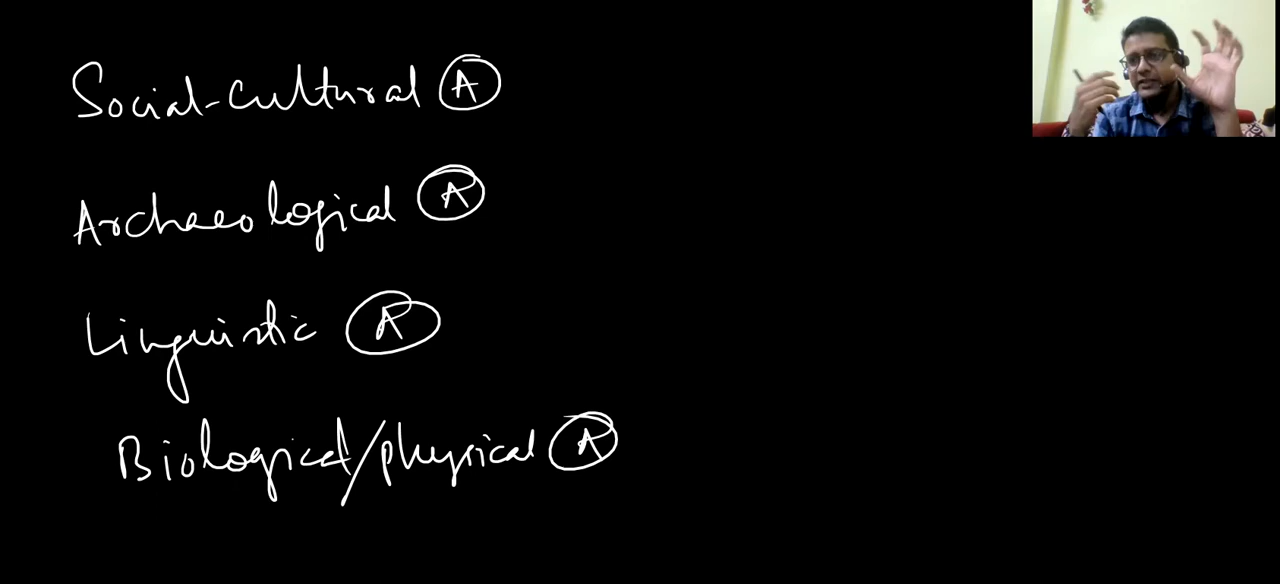 Social-Cultural A
Archaeological A
Linguistic A
Biological/physical A